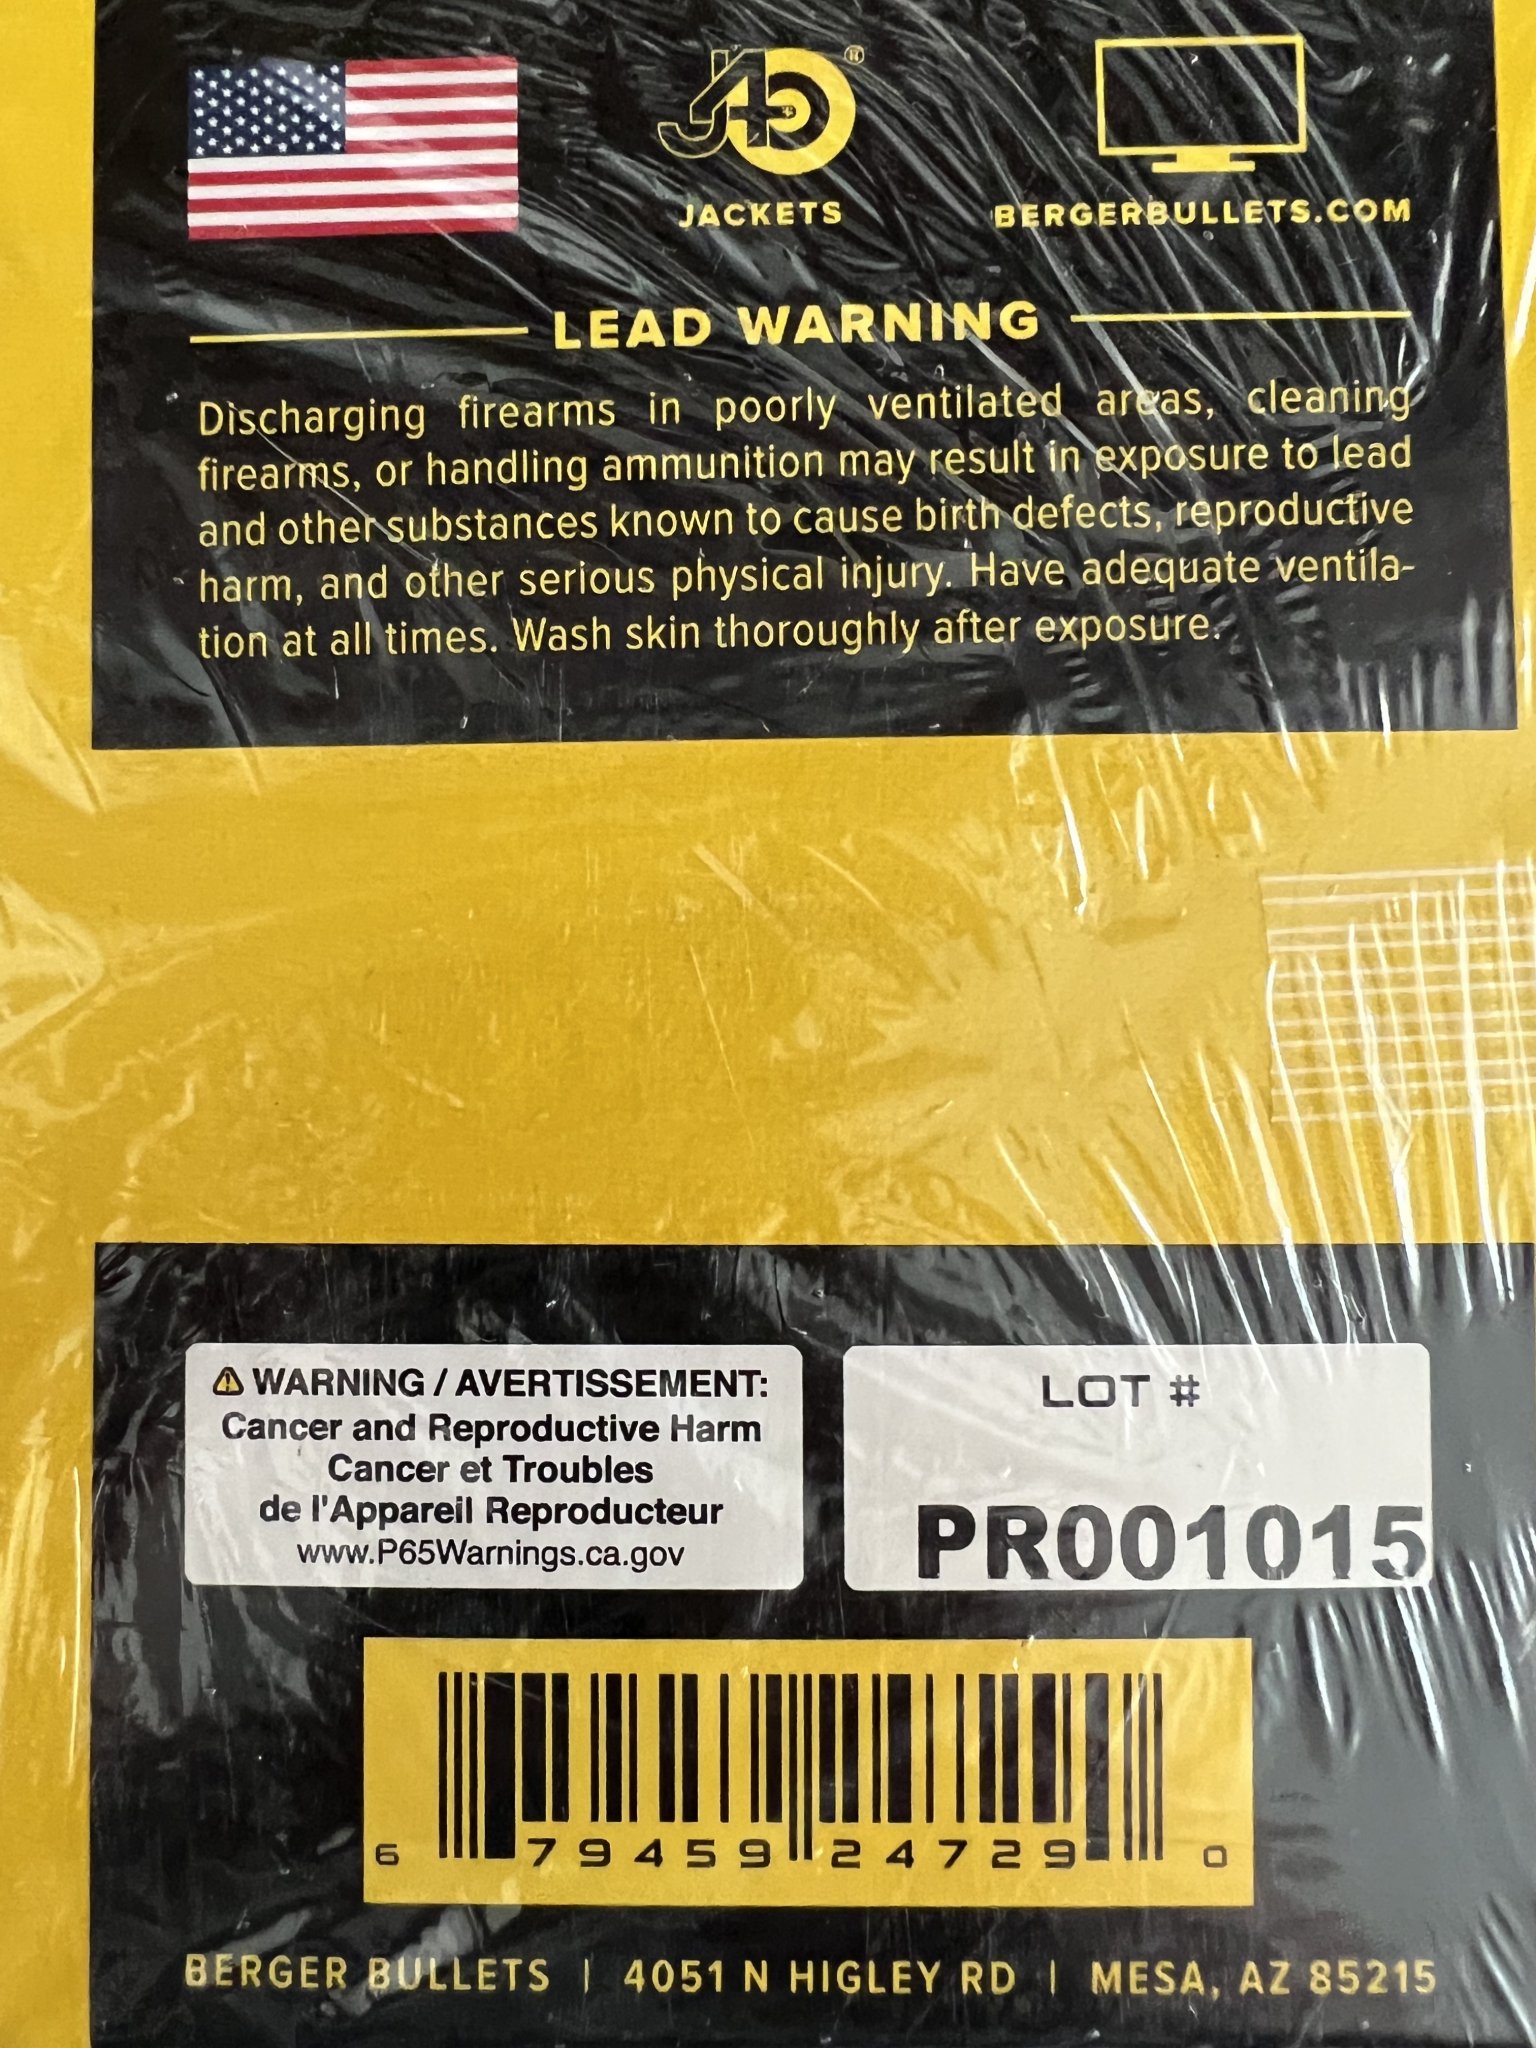 J4
®
JACKETS
BERGERBULLETS.COM
LEAD WARNING
Discharging firearms in poorly ventilated areas, cleaning
firearms, or handling ammunition may result in exposure to lead
and other substances known to cause birth defects, reproductive
harm, and other serious physical injury. Have adequate ventila-
tion at all times. Wash skin thoroughly after exposure.
WARNING / AVERTISSEMENT:
Cancer and Reproductive Harm
Cancer et Troubles
de l'Appareil Reproducteur
www.P65Warnings.ca.gov
LOT #
PR001015
6 79459 24729 0
BERGER BULLETS | 4051 N HIGLEY RD | MESA, AZ 85215